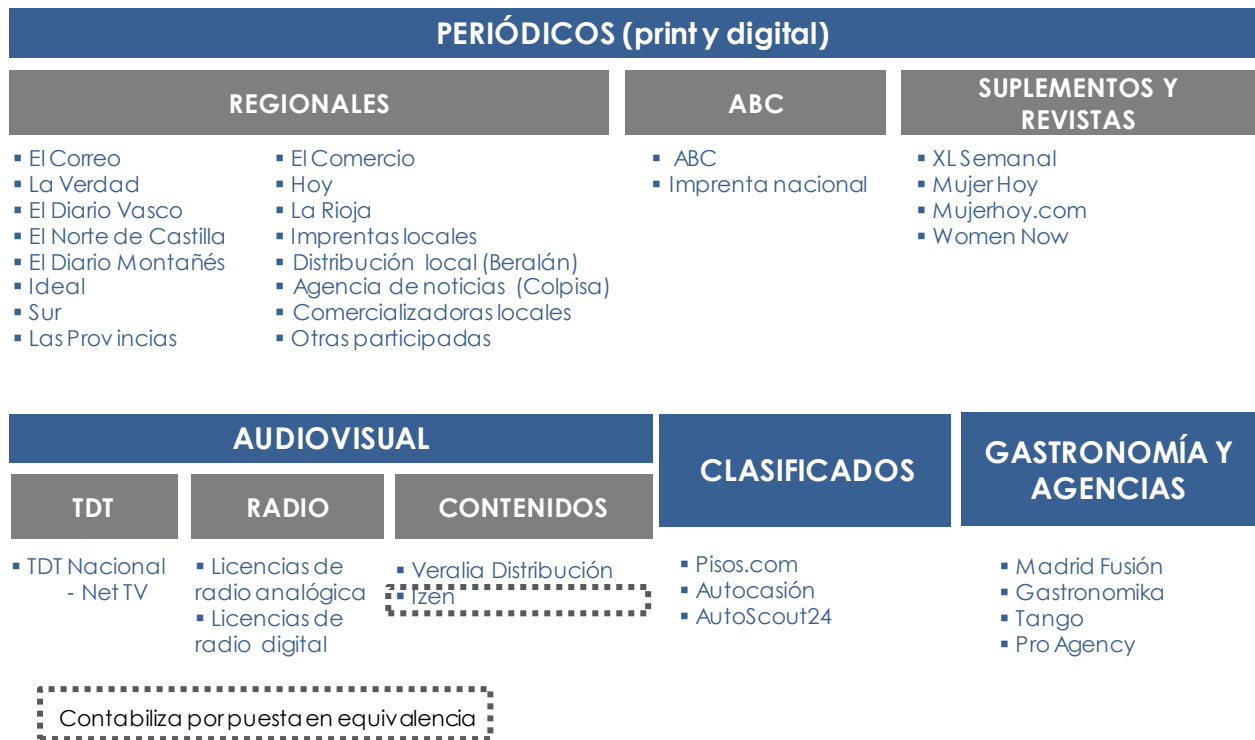 PERIÓDICOS (print y digital)
REGIONALES
▪ El Correo
▪ La Verdad
▪ El Diario Vasco
▪ El Norte de Castilla
▪ El Diario Montañés
▪ Ideal
▪ Sur
▪ Las Provincias
▪ El Comercio
▪ Hoy
▪ La Rioja
▪ Imprentas locales
▪ Distribución local (Beralán)
▪ Agencia de noticias (Colpisa)
▪ Comercializadoras locales
▪ Otras participadas
ABC
▪ ABC
▪ Imprenta nacional
SUPLEMENTOS Y
REVISTAS
▪ XL Semanal
▪ Mujer Hoy
▪ Mujerhoy.com
▪ Women Now
AUDIOVISUAL
TDT
▪ TDT Nacional
- Net TV
RADIO
▪ Licencias de
radio analógica
▪ Licencias de
radio digital
CONTENIDOS
▪ Veralia Distribución
▪ Izen
CLASIFICADOS
▪ Pisos.com
▪ Autocasión
▪ AutoScout24
GASTRONOMÍA Y
AGENCIAS
▪ Madrid Fusión
▪ Gastronomika
▪ Tango
▪ Pro Agency
Contabiliza por puesta en equivalencia